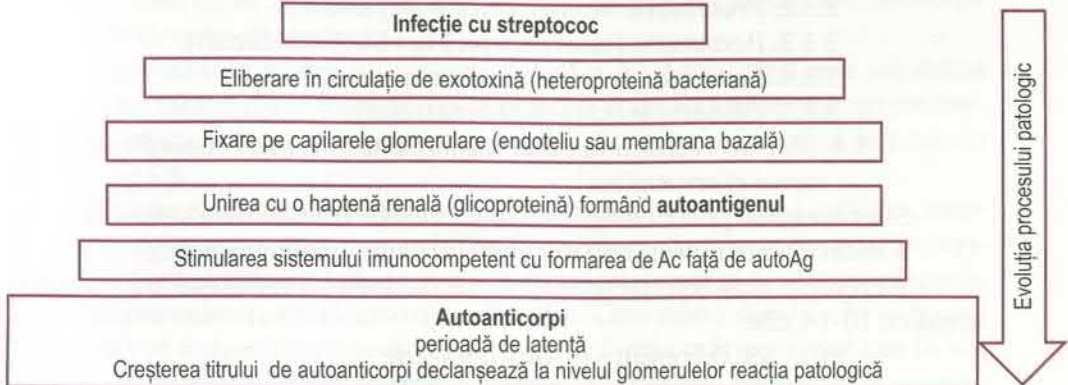 Infecție cu streptococ
Eliberare în circulație de exotoxină (heteroproteină bacteriană)
Fixare pe capilarele glomerulare (endoteliu sau membrana bazală)
Unirea cu o haptenă renală (glicoproteină) formând autoantigenul
Stimularea sistemului imunocompetent cu formarea de Ac față de autoAg
Autoanticorpi
perioadă de latență
Creșterea titrului de autoanticorpi declanșează la nivelul glomerulelor reacția patologică
Evoluția procesului patologic